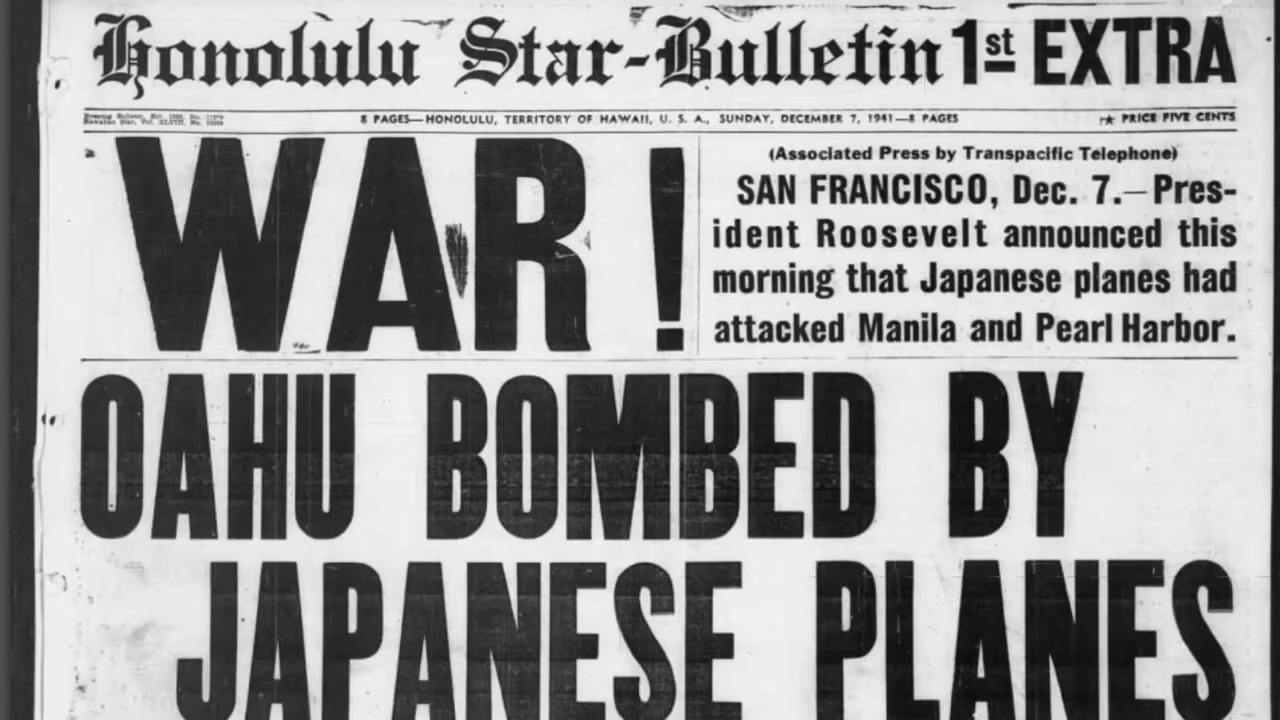 Honolulu Star-Bulletin 1st EXTRA
8 PAGES—HONOLULU, TERRITORY OF HAWAII, U. S. A., SUNDAY, DECEMBER 7, 1941—8 PAGES
★ PRICE FIVE CENTS
WAR!
(Associated Press by Transpacific Telephone)
SAN FRANCISCO, Dec. 7.—Pres-
ident Roosevelt announced this
morning that Japanese planes had
attacked Manila and Pearl Harbor.
OAHU BOMBED BY
JAPANESE PLANES